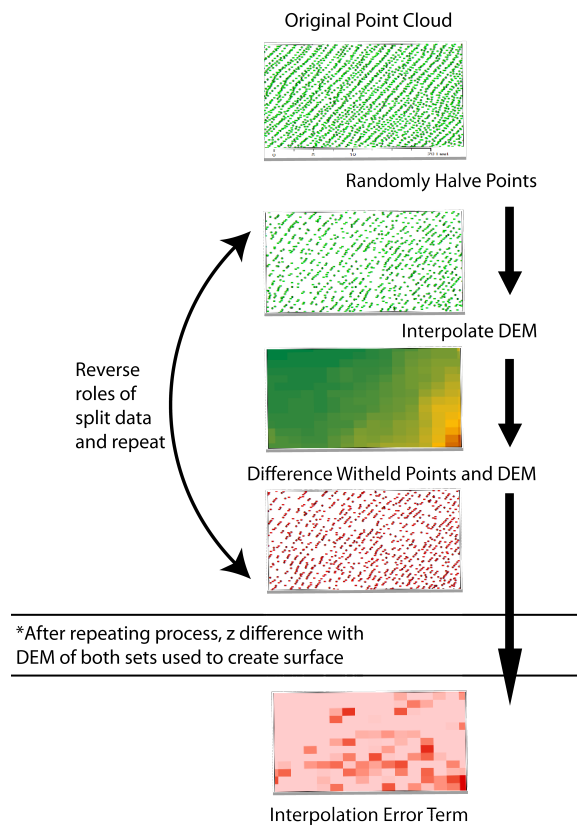 Original Point Cloud
Randomly Halve Points
Interpolate DEM
Reverse
roles of
split data
and repeat
Difference Witheld Points and DEM
*After repeating process, z difference with
DEM of both sets used to create surface
Interpolation Error Term